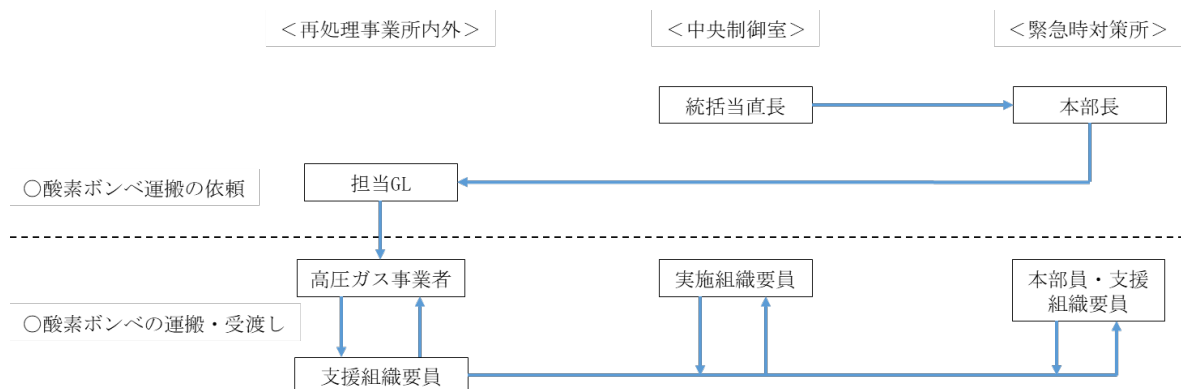 ＜再処理事業所内外＞
＜中央制御室＞
＜緊急時対策所＞
統括当直長
本部長
○酸素ボンベ運搬の依頼
担当GL
高圧ガス事業者
実施組織要員
本部員・支援
組織要員
○酸素ボンベの運搬・受渡し
支援組織要員